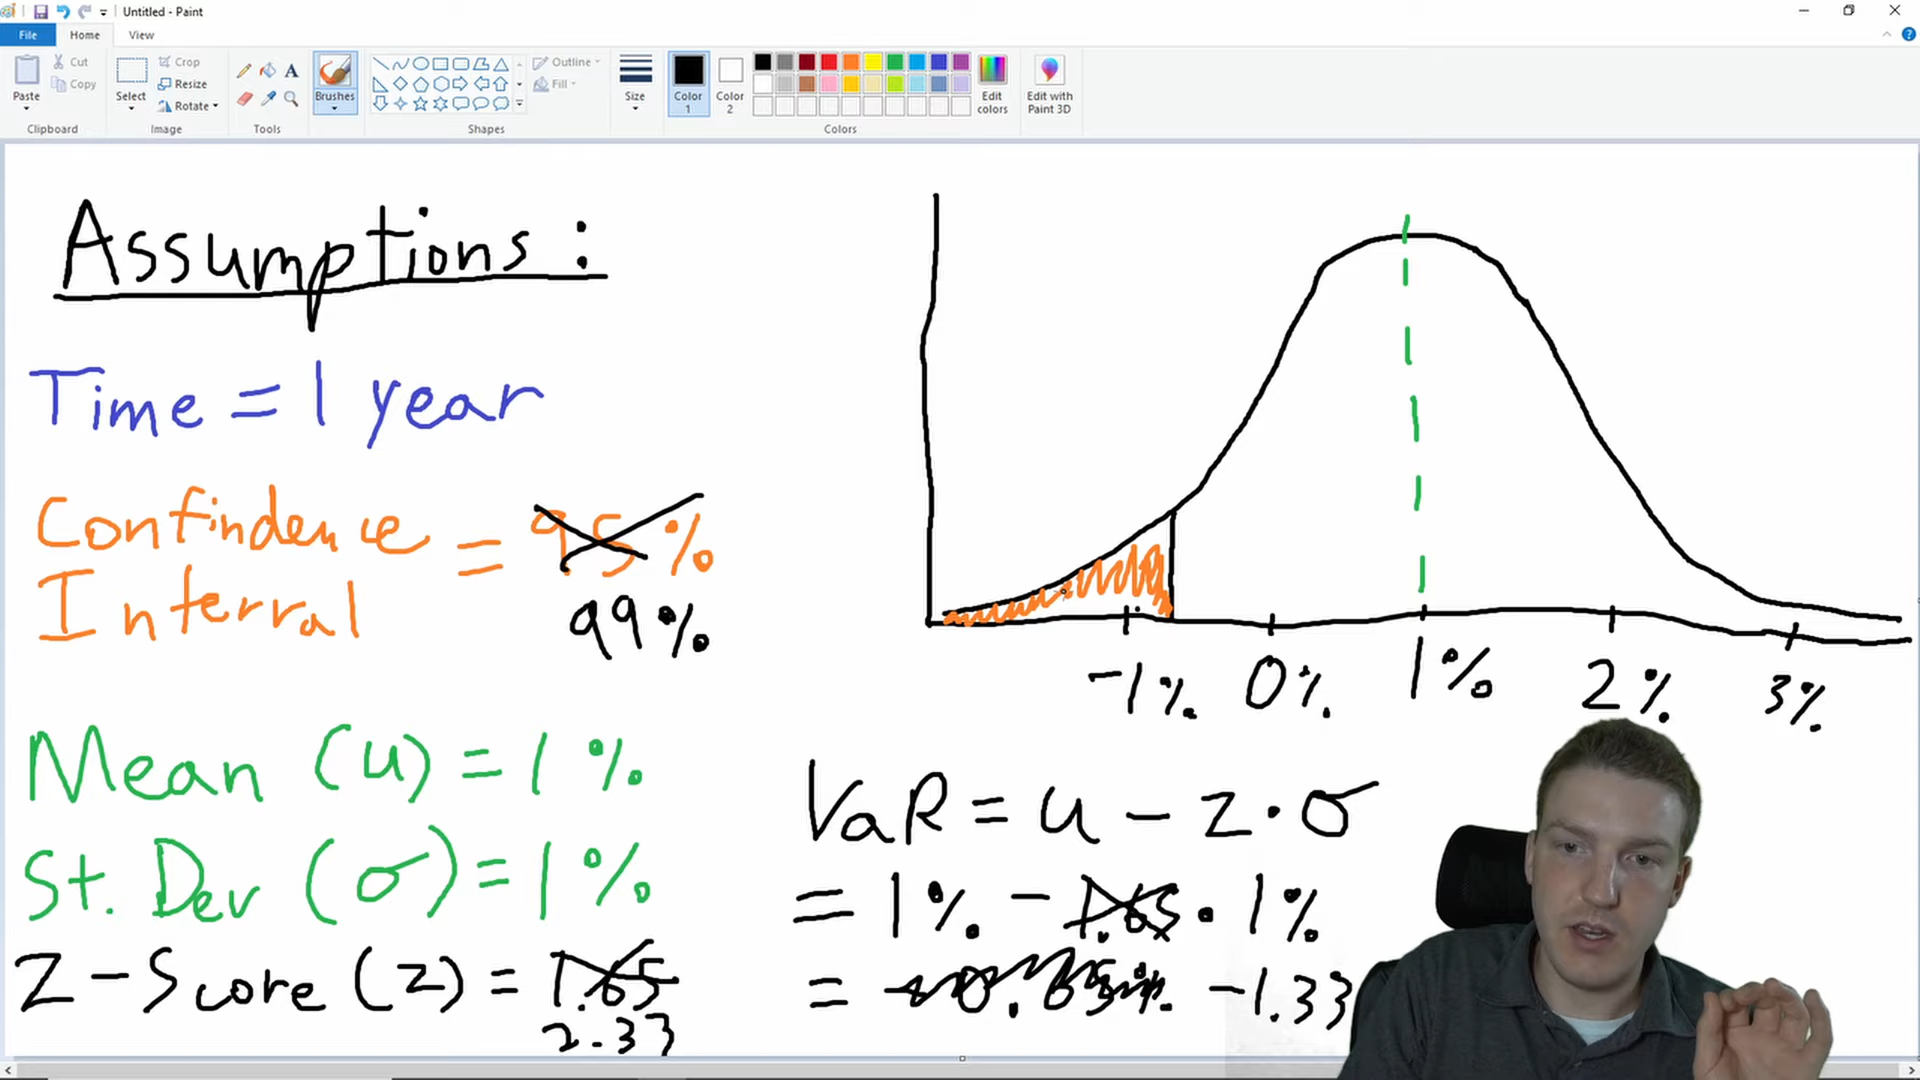 Untitled - Paint
File Home View
Paste
Cut
Copy
Clipboard
Select
Crop
Resize
Rotate
Image
Tools
Brushes
Shapes
Outline
Fill
Size
Color 1
Color 2
Edit colors
Edit with Paint 3D
Colors
Assumptions :
Time = 1 year
Confindence Interval = 95%
99%
Mean (u) = 1%
St. Dev (σ) = 1%
Z-Score (z) = 1.65
2.33
-1% 0% 1% 2% 3%
VaR = u - z · σ
= 1% - 1.65 · 1%
= -0.65% -1.33